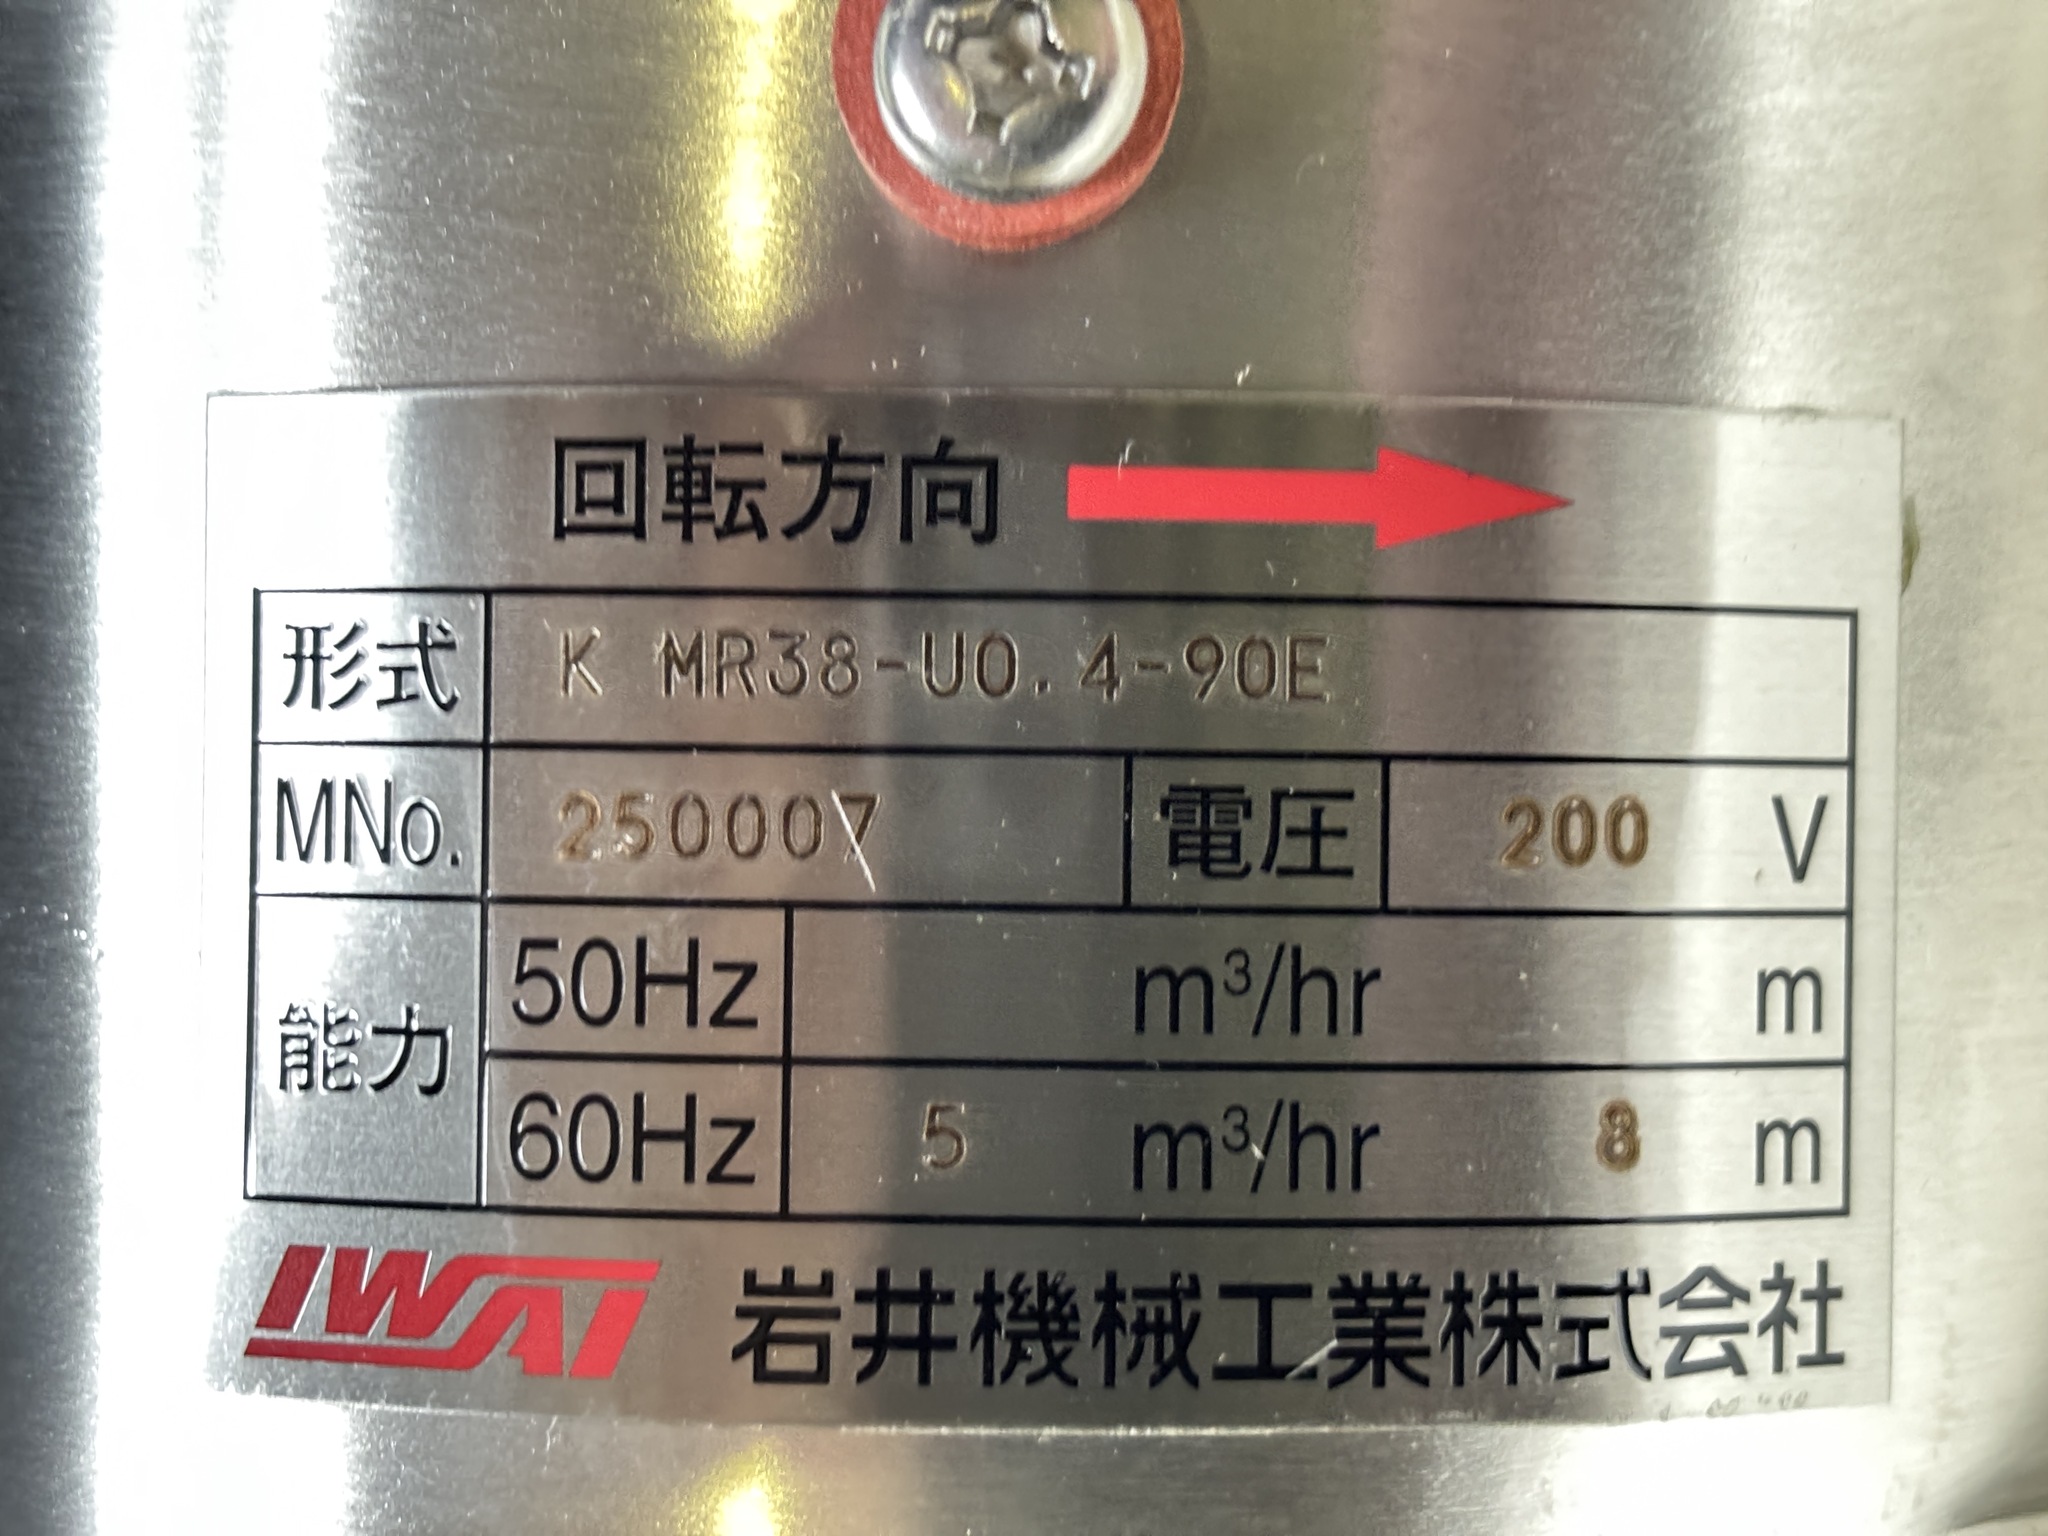 回転方向
形式 K MR38-U0.4-90E
MNo. 250007 電圧 200 V
能力
50Hz m³/hr m
60Hz 5 m³/hr 8 m
IWAI 岩井機械工業株式会社